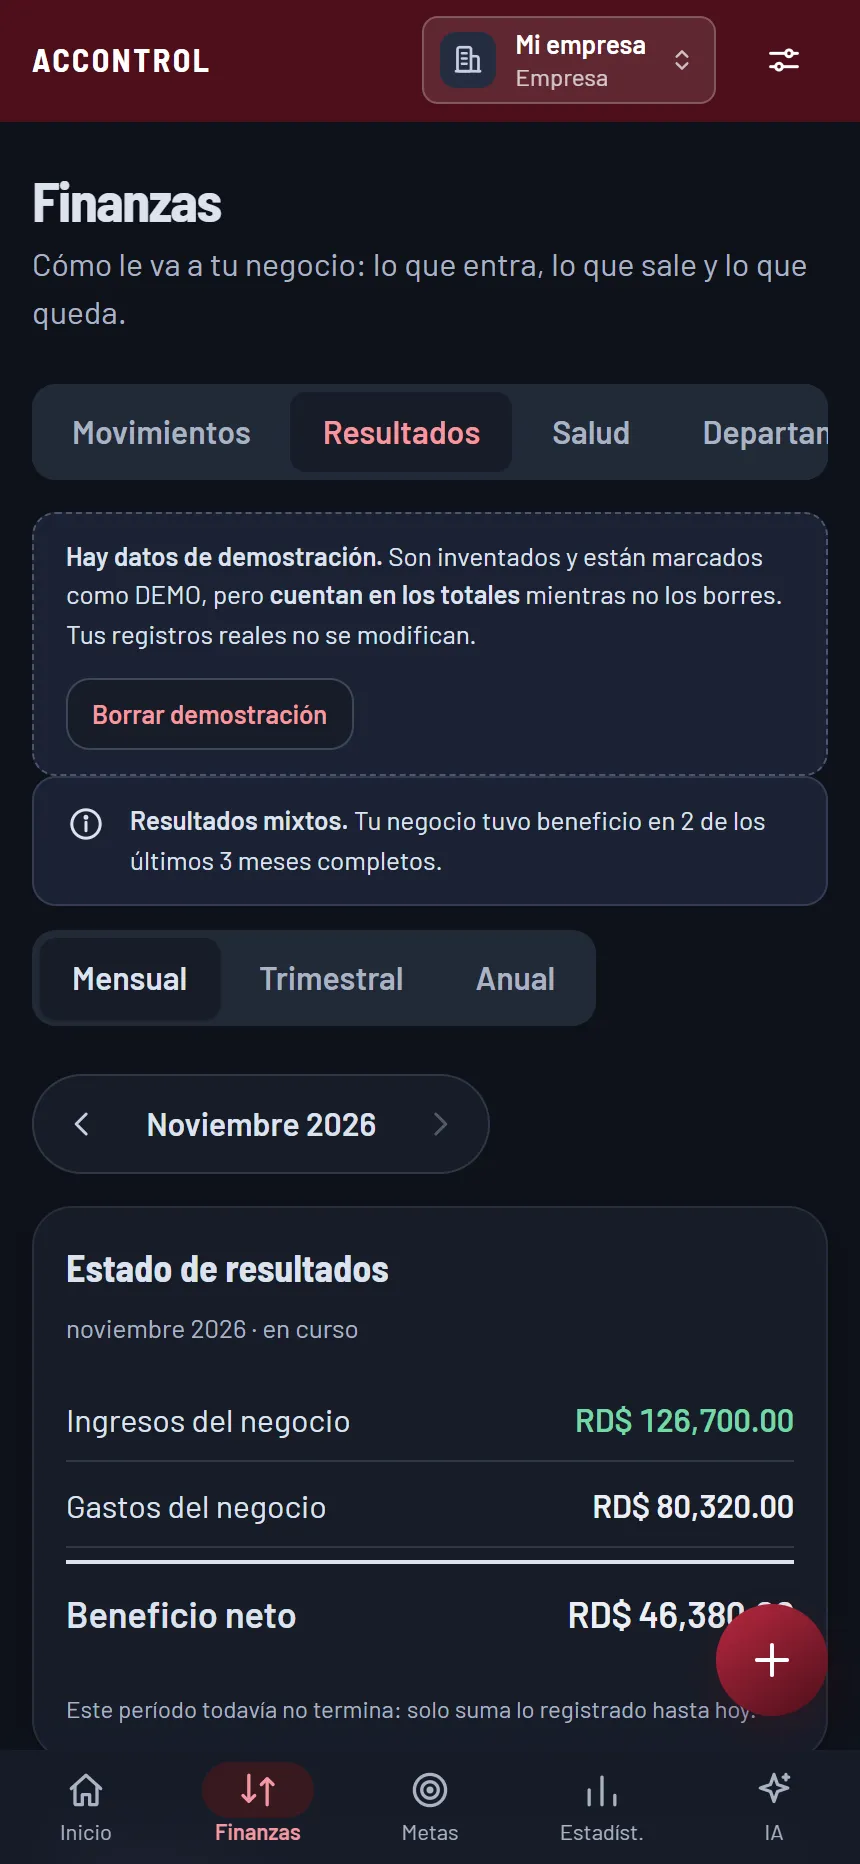 ACCONTROL
Mi empresa
Empresa
Finanzas
Cómo le va a tu negocio: lo que entra, lo que sale y lo que
queda.
Movimientos Resultados Salud Departam
Hay datos de demostración. Son inventados y están marcados
como DEMO, pero cuentan en los totales mientras no los borres.
Tus registros reales no se modifican.
Borrar demostración
Resultados mixtos. Tu negocio tuvo beneficio en 2 de los
últimos 3 meses completos.
Mensual Trimestral Anual
Noviembre 2026
Estado de resultados
noviembre 2026 · en curso
Ingresos del negocio RD$ 126,700.00
Gastos del negocio RD$ 80,320.00
Beneficio neto RD$ 46,380.00
Este período todavía no termina: solo suma lo registrado hasta hoy.
Inicio Finanzas Metas Estadíst. IA